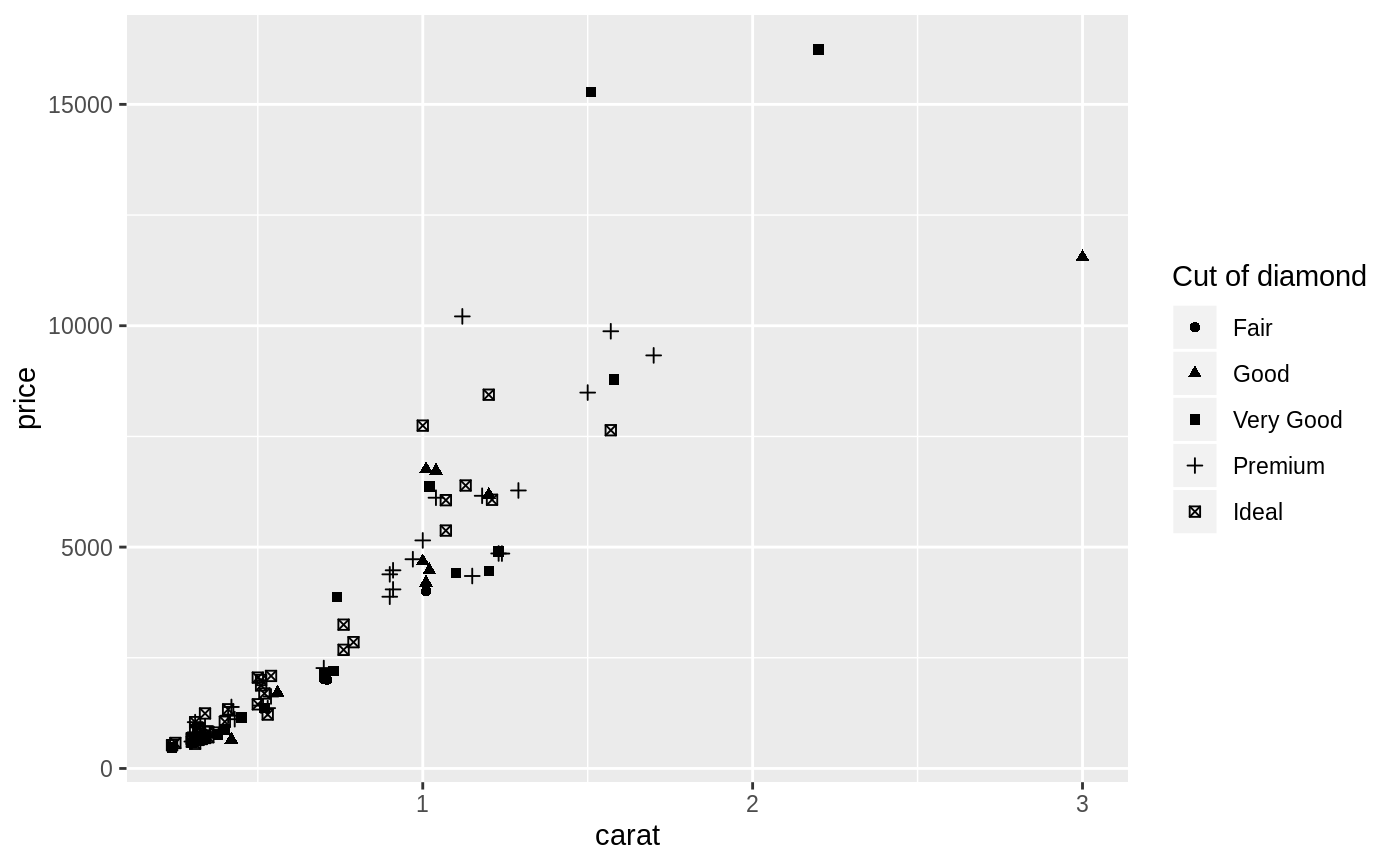 15000
10000
5000
0
price
1
2
3
carat
Cut of diamond
Fair
Good
Very Good
Premium
Ideal